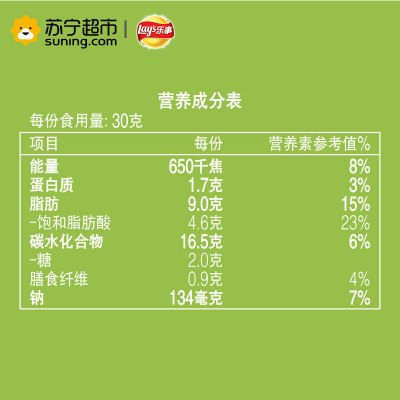 苏宁超市
suning.com
Lay's乐事
营养成分表
每份食用量: 30克
项目 每份 营养素参考值%
能量 650千焦 8%
蛋白质 1.7克 3%
脂肪 9.0克 15%
-饱和脂肪酸 4.6克 23%
碳水化合物 16.5克 6%
-糖 2.0克
膳食纤维 0.9克 4%
钠 134毫克 7%